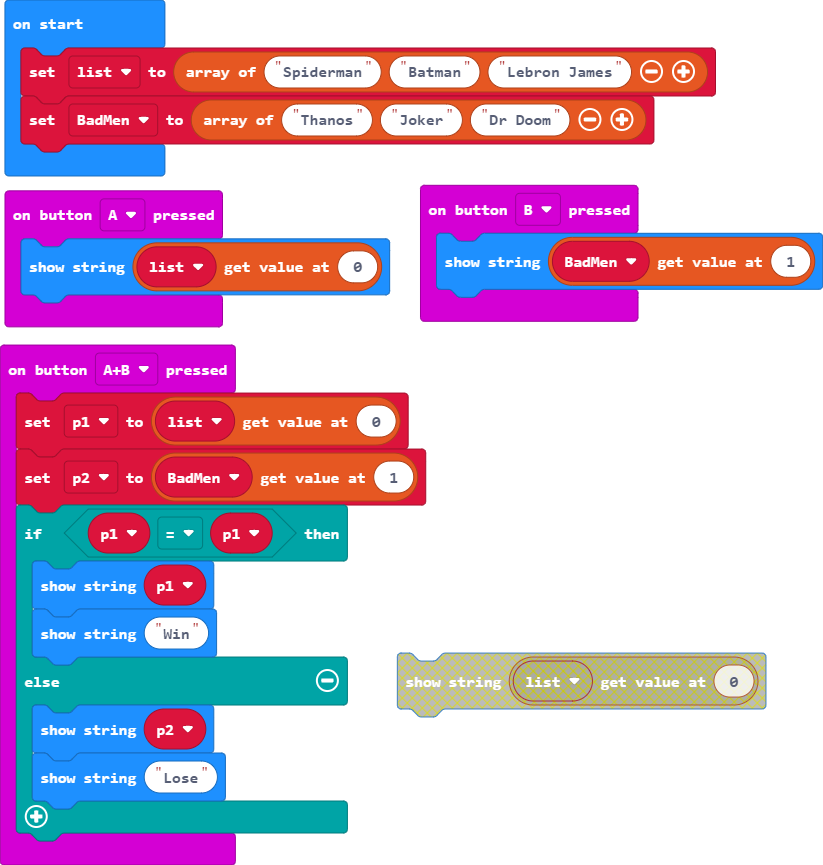 on start
set list to array of "Spiderman" "Batman" "Lebron James"
set BadMen to array of "Thanos" "Joker" "Dr Doom"
on button A pressed
show string list get value at 0
on button B pressed
show string BadMen get value at 1
on button A+B pressed
set p1 to list get value at 0
set p2 to BadMen get value at 1
if p1 = p1 then
show string p1
show string "Win"
else
show string p2
show string "Lose"
show string list get value at 0